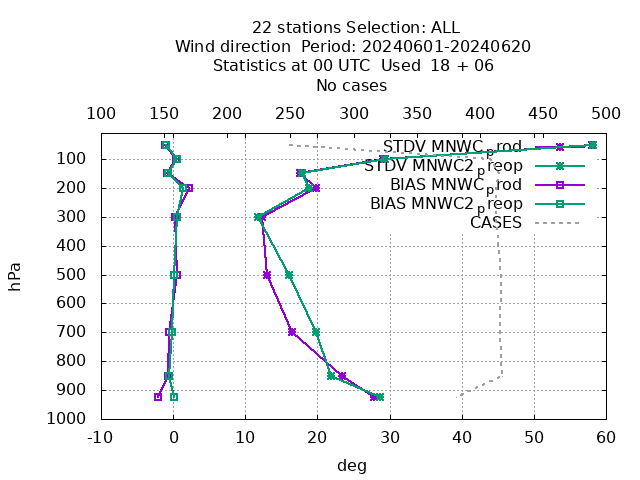 22 stations Selection: ALL
Wind direction  Period: 20240601-20240620
Statistics at 00 UTC  Used  18 + 06
No cases
100 150 200 250 300 350 400 450 500
STDV MNWC_prod
STDV MNWC2_preop
BIAS MNWC_prod
BIAS MNWC2_preop
CASES
hPa
100
200
300
400
500
600
700
800
900
1000
-10 0 10 20 30 40 50 60
deg